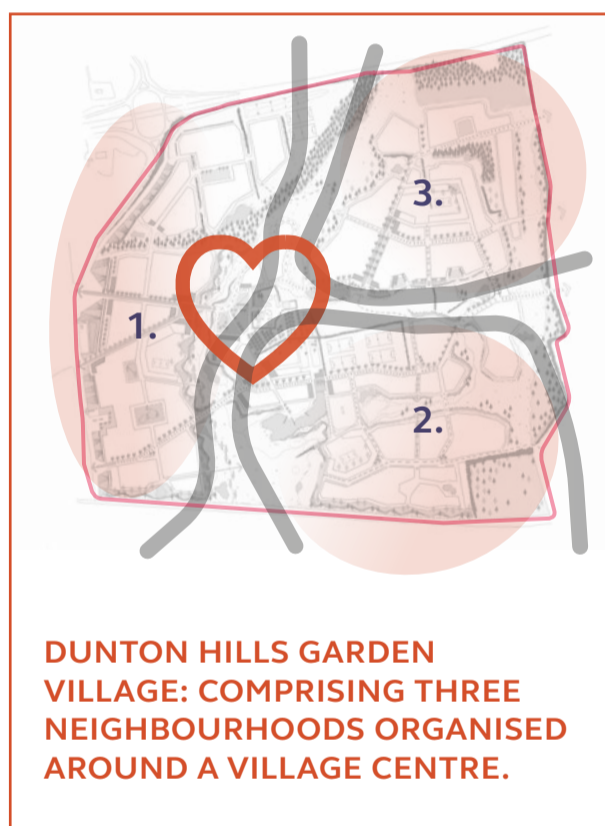 3.
1.
2.
DUNTON HILLS GARDEN
VILLAGE: COMPRISING THREE
NEIGHBOURHOODS ORGANISED
AROUND A VILLAGE CENTRE.